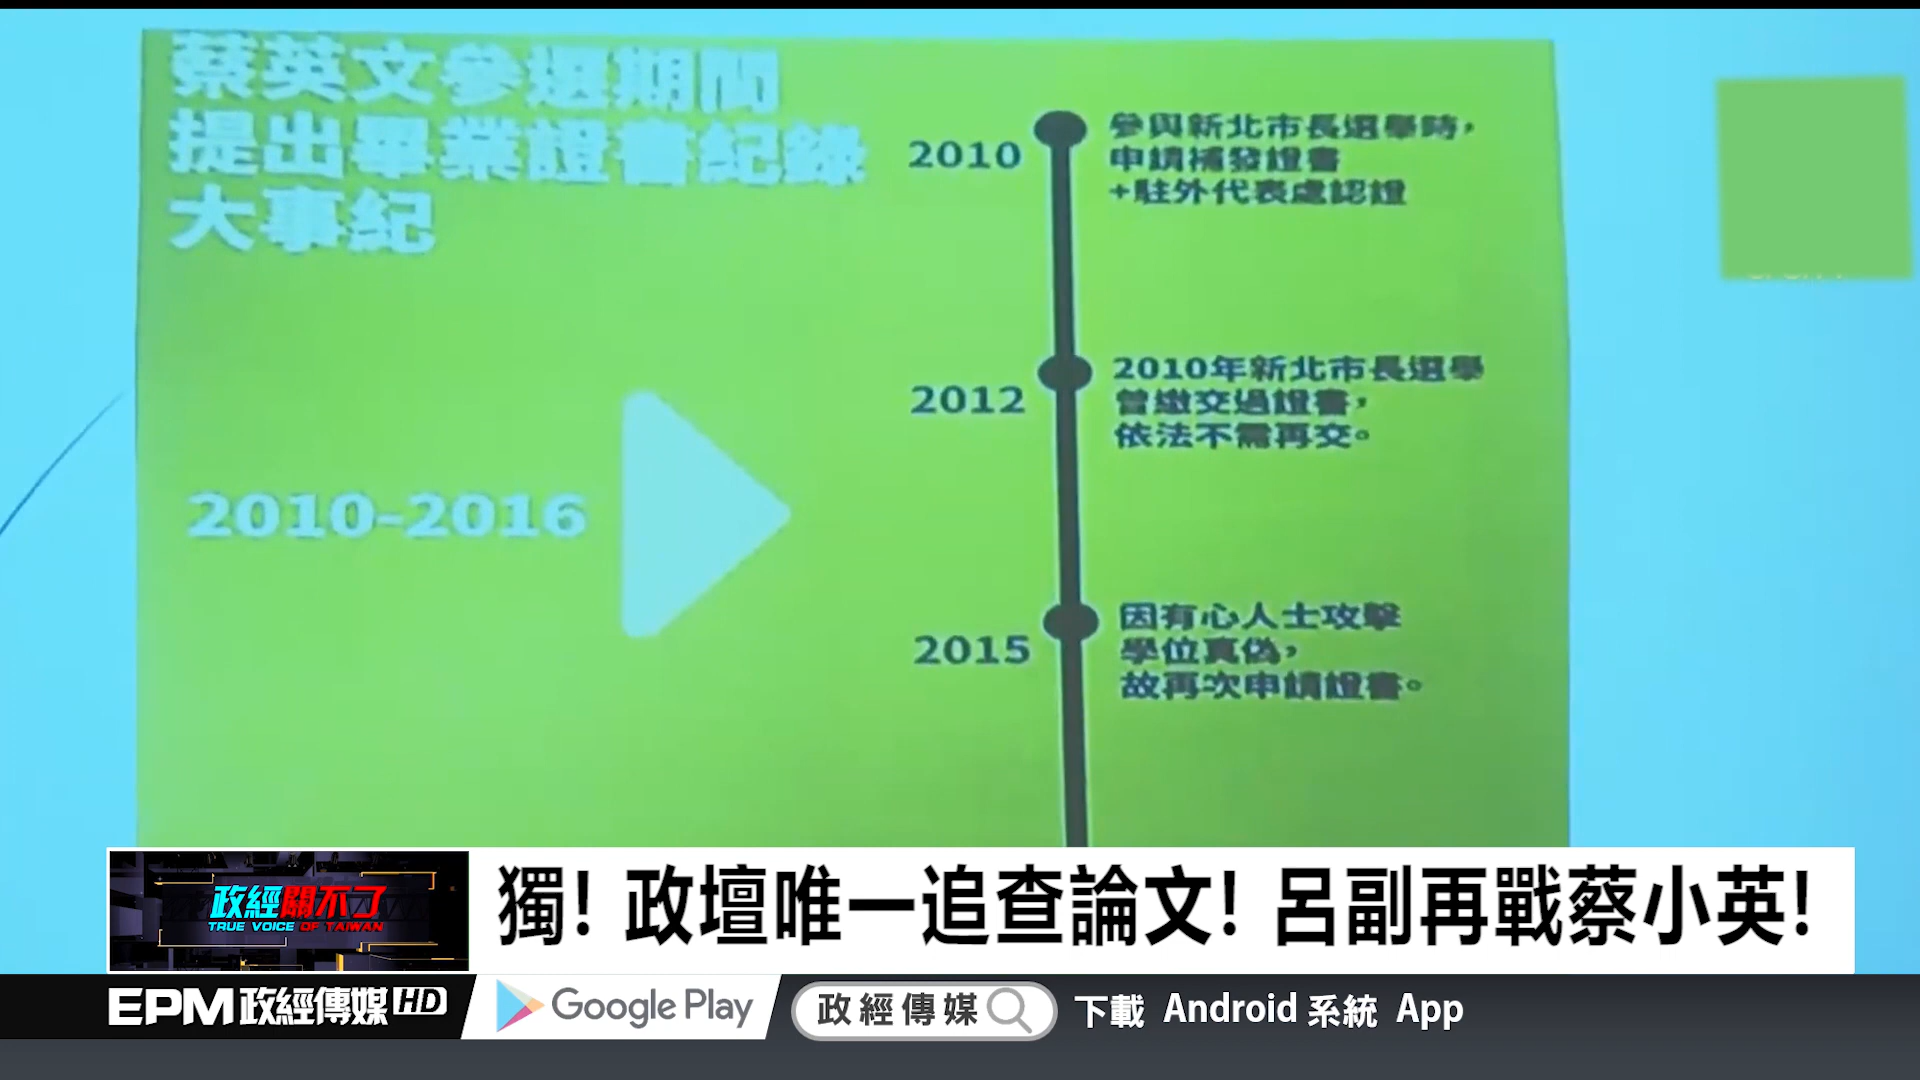 蔡英文參選期間
提出畢業證書紀錄
大事紀
2010-2016
2010
參與新北市長選舉時，
申請補發證書
+駐外代表處認證
2012
2010年新北市長選舉
曾繳交過證書，
依法不需再交。
2015
因有心人士攻擊
學位真偽，
故再次申請證書。
政經關不了
TRUE VOICE OF TAIWAN
獨! 政壇唯一追查論文! 呂副再戰蔡小英!
EPM政經傳媒HD
Google Play
政經傳媒
下載 Android 系統 App